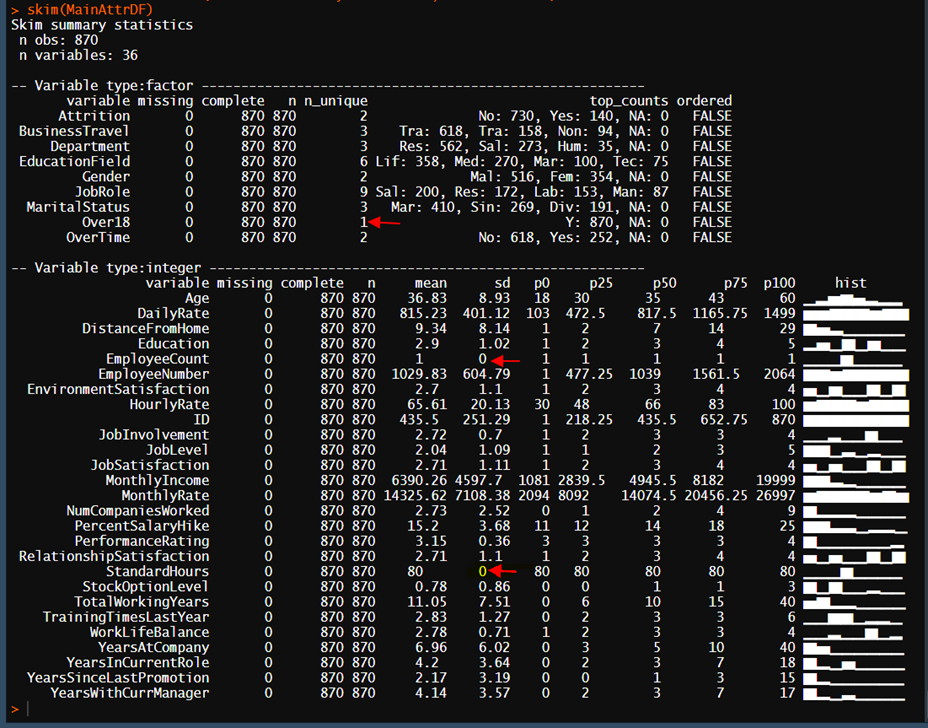 > skim(MainAttrDF)
Skim summary statistics
 n obs: 870
 n variables: 36
-- Variable type:factor --------------------------------------------------------
variable missing complete n n_unique top_counts ordered
Attrition 0 870 870 2 No: 730, Yes: 140, NA: 0 FALSE
BusinessTravel 0 870 870 3 Tra: 618, Tra: 158, Non: 94, NA: 0 FALSE
Department 0 870 870 3 Res: 562, Sal: 273, Hum: 35, NA: 0 FALSE
EducationField 0 870 870 6 Lif: 358, Med: 270, Mar: 100, Tec: 75 FALSE
Gender 0 870 870 2 Mal: 516, Fem: 354, NA: 0 FALSE
JobRole 0 870 870 9 Sal: 200, Res: 172, Lab: 153, Man: 87 FALSE
MaritalStatus 0 870 870 3 Mar: 410, Sin: 269, Div: 191, NA: 0 FALSE
Over18 0 870 870 1 Y: 870, NA: 0 FALSE
OverTime 0 870 870 2 No: 618, Yes: 252, NA: 0 FALSE
-- Variable type:integer -------------------------------------------------------
variable missing complete n mean sd p0 p25 p50 p75 p100 hist
Age 0 870 870 36.83 8.93 18 30 35 43 60
DailyRate 0 870 870 815.23 401.12 103 472.5 817.5 1165.75 1499
DistanceFromHome 0 870 870 9.34 8.14 1 2 7 14 29
Education 0 870 870 2.9 1.02 1 2 3 4 5
EmployeeCount 0 870 870 1 0 1 1 1 1 1
EmployeeNumber 0 870 870 1029.83 604.79 1 477.25 1039 1561.5 2064
EnvironmentSatisfaction 0 870 870 2.7 1.1 1 2 3 4 4
HourlyRate 0 870 870 65.61 20.13 30 48 66 83 100
ID 0 870 870 435.5 251.29 1 218.25 435.5 652.75 870
JobInvolvement 0 870 870 2.72 0.7 1 2 3 3 4
JobLevel 0 870 870 2.04 1.09 1 1 2 3 5
JobSatisfaction 0 870 870 2.71 1.11 1 2 3 4 4
MonthlyIncome 0 870 870 6390.26 4597.7 1081 2839.5 4945.5 8182 19999
MonthlyRate 0 870 870 14325.62 7108.38 2094 8092 14074.5 20456.25 26997
NumCompaniesWorked 0 870 870 2.73 2.52 0 1 2 4 9
PercentSalaryHike 0 870 870 15.2 3.68 11 12 14 18 25
PerformanceRating 0 870 870 3.15 0.36 3 3 3 3 4
RelationshipSatisfaction 0 870 870 2.71 1.1 1 2 3 4 4
StandardHours 0 870 870 80 0 80 80 80 80 80
StockOptionLevel 0 870 870 0.78 0.86 0 0 1 1 3
TotalWorkingYears 0 870 870 11.05 7.51 0 6 10 15 40
TrainingTimesLastYear 0 870 870 2.83 1.27 0 2 3 3 6
WorkLifeBalance 0 870 870 2.78 0.71 1 2 3 3 4
YearsAtCompany 0 870 870 6.96 6.02 0 3 5 10 40
YearsInCurrentRole 0 870 870 4.2 3.64 0 2 3 7 18
YearsSinceLastPromotion 0 870 870 2.17 3.19 0 0 1 3 15
YearsWithCurrManager 0 870 870 4.14 3.57 0 2 3 7 17
>